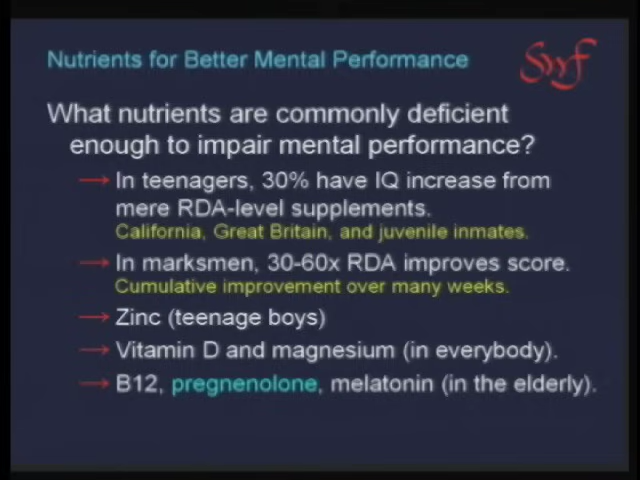 Nutrients for Better Mental Performance
Swf
What nutrients are commonly deficient
enough to impair mental performance?
→ In teenagers, 30% have IQ increase from
mere RDA-level supplements.
California, Great Britain, and juvenile inmates.
→ In marksmen, 30-60x RDA improves score.
Cumulative improvement over many weeks.
→ Zinc (teenage boys)
→ Vitamin D and magnesium (in everybody).
→ B12, pregnenolone, melatonin (in the elderly).